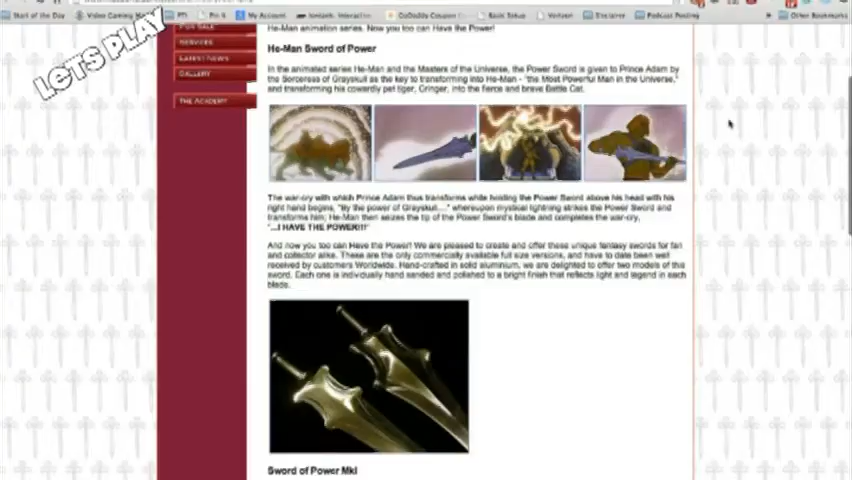 Start of the Day
Pin It
My Account
GoDaddy Coupon
Podcast Posting
Other Bookmarks
LET'S PLAY
FOR SALE
SERVICES
LATEST NEWS
GALLERY
THE ACADEMY
He-Man animation series. Now you too can Have the Power!
He-Man Sword of Power
In the animated series He-Man and the Masters of the Universe, the Power Sword is given to Prince Adam by
the Sorceress of Grayskull as the key to transforming into He-Man - "the Most Powerful Man in the Universe,"
and transforming his cowardly pet tiger, Cringer, into the fierce and brave Battle Cat.
The war-cry with which Prince Adam thus transforms while holding the Power Sword above his head with his
right hand begins, "By the power of Grayskull...." whereupon mystical lightning strikes the Power Sword and
transforms him; He-Man then seizes the tip of the Power Sword's blade and completes the war-cry,
"...I HAVE THE POWER!!!"
And now you too can Have the Power! We are pleased to create and offer these unique fantasy swords for fan
and collector alike. These are the only commercially available full size versions, and have to date been well
received by customers Worldwide. Hand-crafted in solid aluminium, we are delighted to offer two models of this
sword. Each one is individually hand sanded and polished to a bright finish that reflects light and legend in each
blade.
Sword of Power MkI